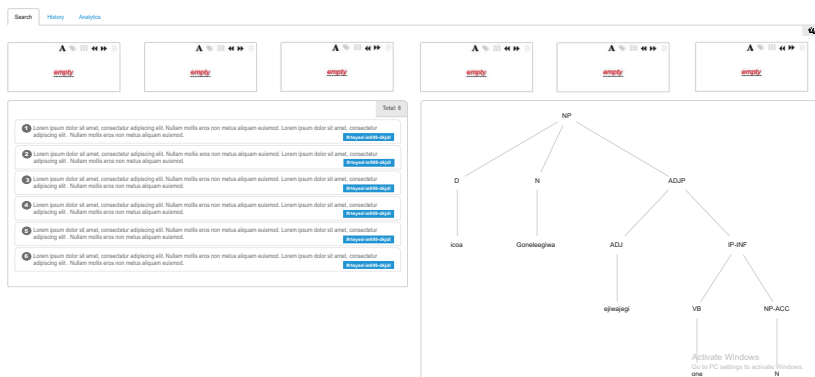 Search History Analytics
A A A A A A
empty empty empty empty empty empty
Total: 6
1 Lorem ipsum dolor sit amet, consectetur adipiscing elit. Nullam mollis eros non metus aliquam euismod. Lorem ipsum dolor sit amet, consectetur
adipiscing elit . Nullam mollis eros non metus aliquam euismod.
2 Lorem ipsum dolor sit amet, consectetur adipiscing elit. Nullam mollis eros non metus aliquam euismod. Lorem ipsum dolor sit amet, consectetur
adipiscing elit . Nullam mollis eros non metus aliquam euismod.
3 Lorem ipsum dolor sit amet, consectetur adipiscing elit. Nullam mollis eros non metus aliquam euismod. Lorem ipsum dolor sit amet, consectetur
adipiscing elit . Nullam mollis eros non metus aliquam euismod.
4 Lorem ipsum dolor sit amet, consectetur adipiscing elit. Nullam mollis eros non metus aliquam euismod. Lorem ipsum dolor sit amet, consectetur
adipiscing elit . Nullam mollis eros non metus aliquam euismod.
5 Lorem ipsum dolor sit amet, consectetur adipiscing elit. Nullam mollis eros non metus aliquam euismod. Lorem ipsum dolor sit amet, consectetur
adipiscing elit . Nullam mollis eros non metus aliquam euismod.
6 Lorem ipsum dolor sit amet, consectetur adipiscing elit. Nullam mollis eros non metus aliquam euismod. Lorem ipsum dolor sit amet, consectetur
adipiscing elit . Nullam mollis eros non metus aliquam euismod.
NP
D N ADJP
icoa Goneleegiwa ADJ IP-INF
ejiwajegi VB NP-ACC
Activate Windows
Go to PC settings to activate Windows.
one N